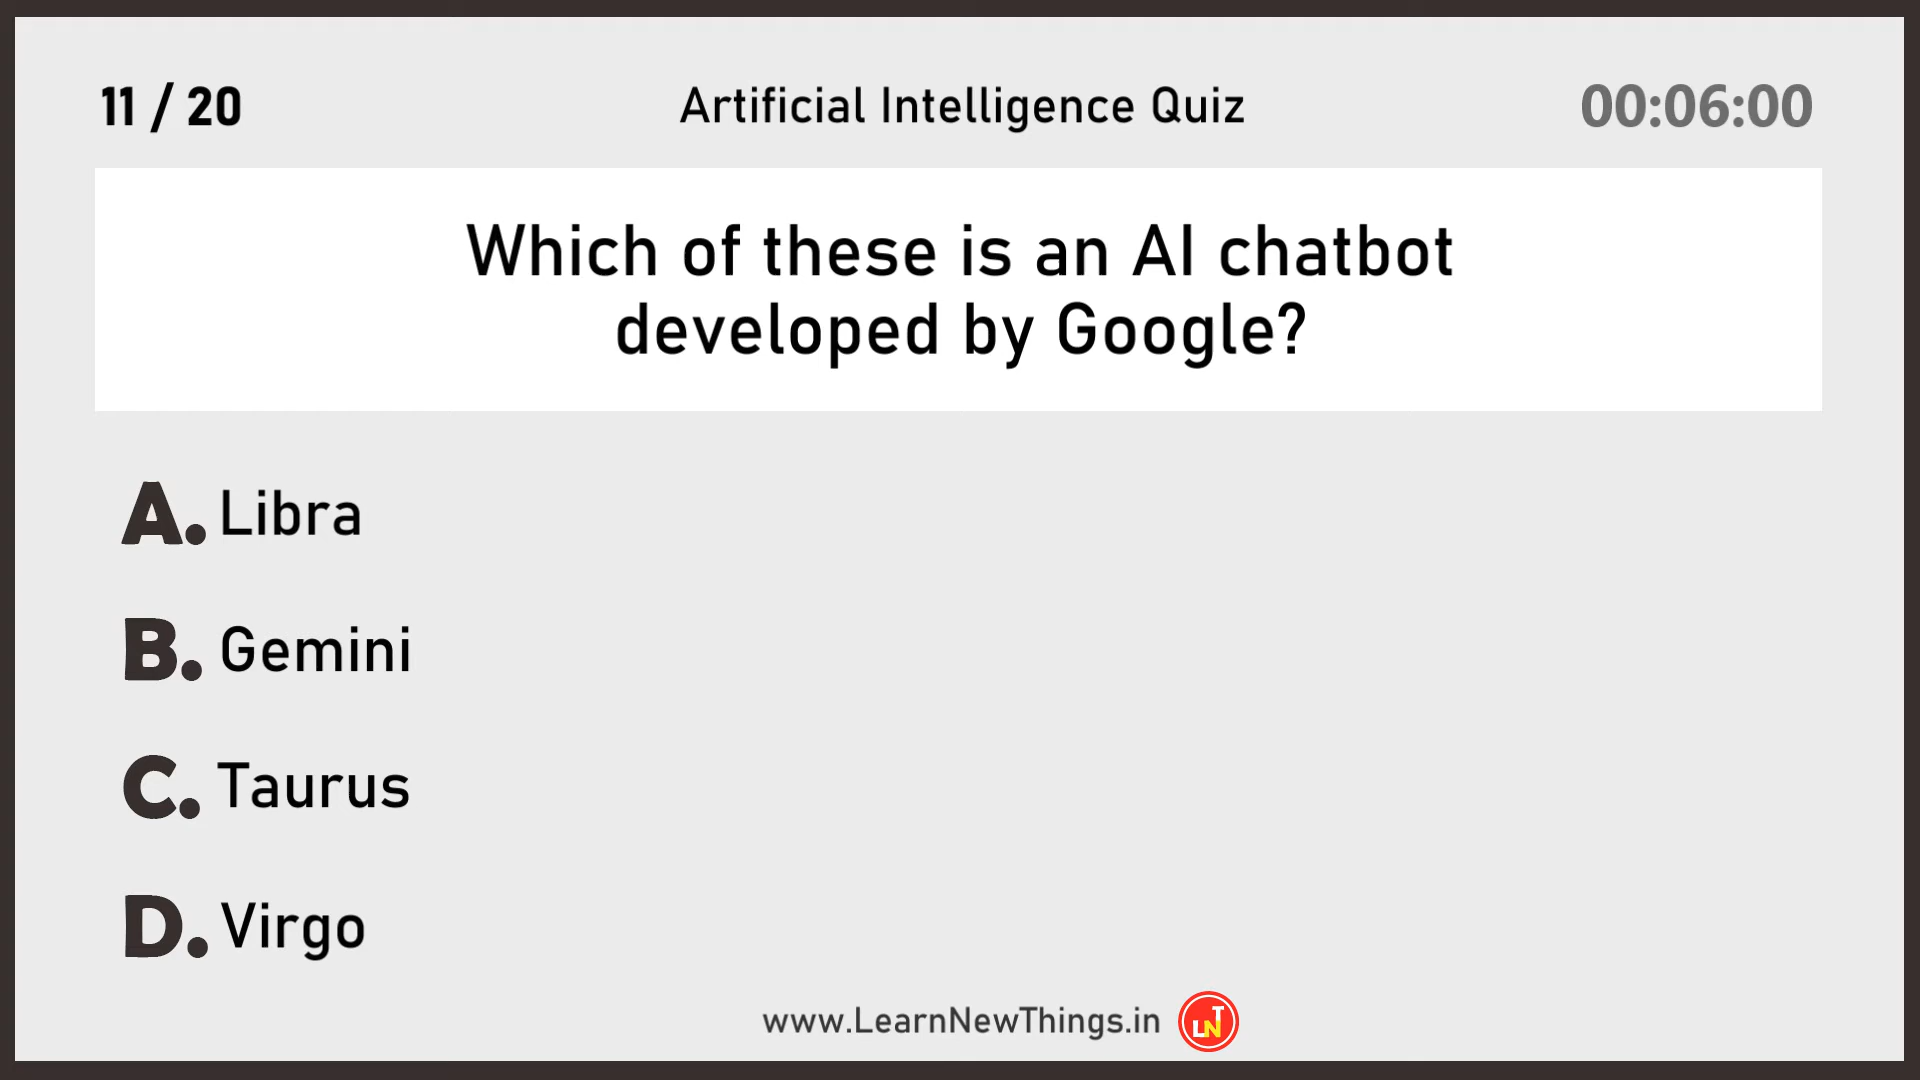 11 / 20
Artificial Intelligence Quiz
00:06:00
Which of these is an AI chatbot
developed by Google?
A. Libra
B. Gemini
C. Taurus
D. Virgo
www.LearnNewThings.in
LNT